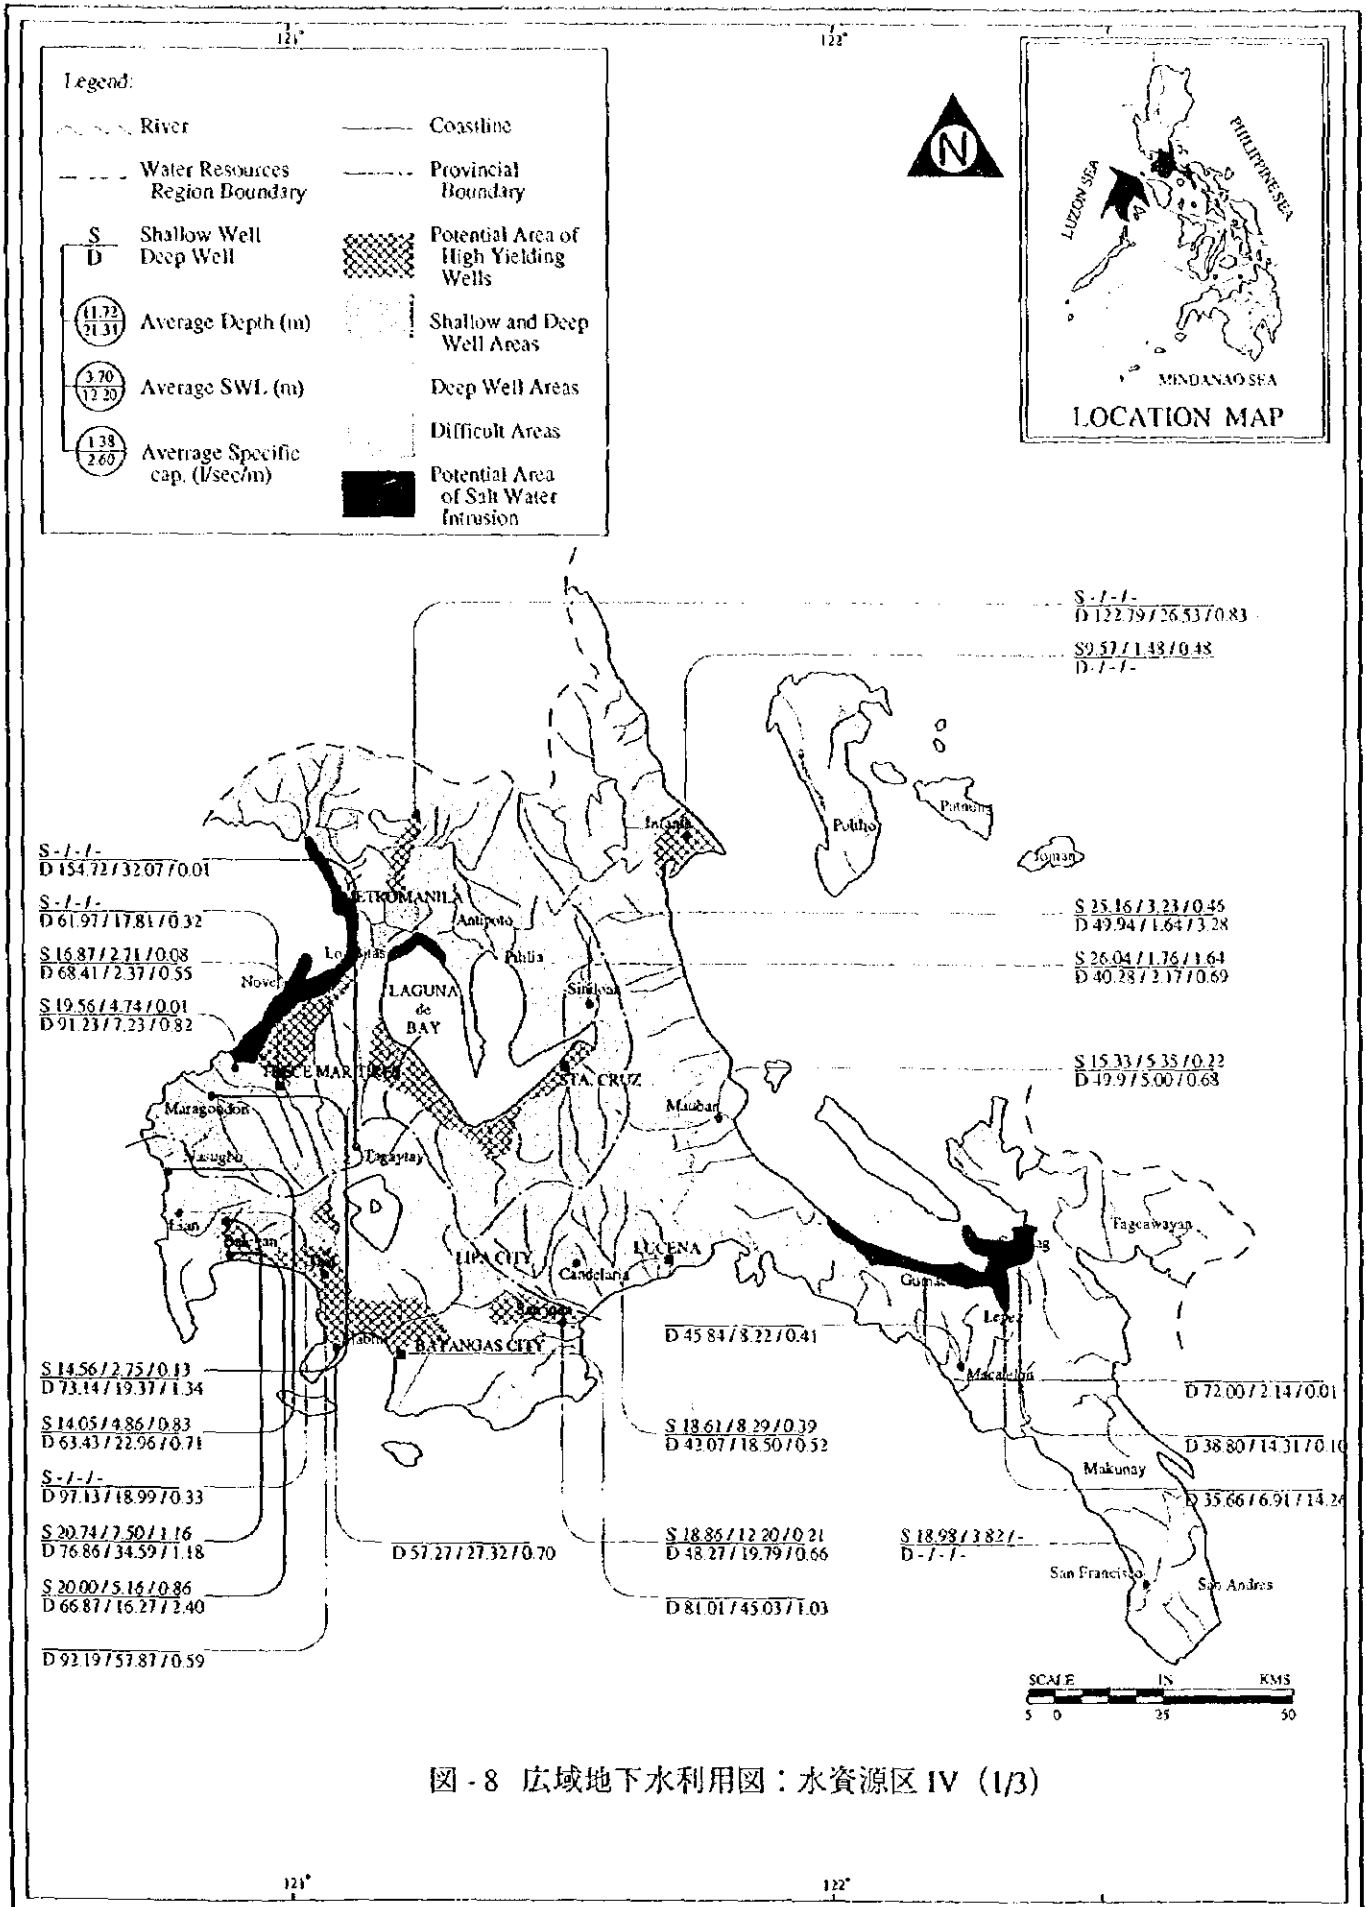 121°
122°
Legend:
River
Coastline
Water Resources
Region Boundary
Provincial
Boundary
S
D
Shallow Well
Deep Well
Potential Area of
High Yielding
Wells
11.72
21.31
Average Depth (m)
Shallow and Deep
Well Areas
3.70
12.20
Average SWL (m)
Deep Well Areas
Difficult Areas
1.38
2.60
Averrage Specific
cap. (l/sec/m)
Potential Area
of Salt Water
Intrusion
N
LUZON SEA
PHILIPPINE SEA
MINDANAO SEA
LOCATION MAP
S - / - / -
D 122.79 / 26.53 / 0.83
S 9.57 / 1.48 / 0.48
D - / - / -
Infanta
Polilho
Joman
S - / - / -
D 154.72 / 32.07 / 0.01
METROMANILA
S - / - / -
D 61.97 / 17.81 / 0.32
Antipolo
S 25.16 / 3.23 / 0.45
D 49.94 / 1.64 / 3.28
S 16.87 / 2.71 / 0.08
D 68.41 / 2.37 / 0.55
Pililla
S 26.04 / 1.76 / 1.64
D 40.28 / 2.17 / 0.69
LAGUNA
de
BAY
S 19.56 / 4.74 / 0.01
D 91.23 / 7.23 / 0.82
STA. CRUZ
S 15.33 / 5.35 / 0.22
D 49.9 / 5.00 / 0.68
Maragondon
Mauban
Nasugbu
Tagaytay
Lian
Tagcawayan
LIPA CITY
LUCENA
Candelaria
BATANGAS CITY
D 45.84 / 8.22 / 0.41
Macalelon
S 14.56 / 2.75 / 0.13
D 73.14 / 19.37 / 1.34
D 72.00 / 2.14 / 0.01
S 14.05 / 4.86 / 0.83
D 63.43 / 22.96 / 0.71
S 18.61 / 8.29 / 0.39
D 42.07 / 18.50 / 0.52
D 38.80 / 14.31 / 0.10
Makunay
S - / - / -
D 97.13 / 18.99 / 0.33
D 35.66 / 6.91 / 14.24
S 20.74 / 7.50 / 1.16
D 76.86 / 34.59 / 1.18
D 57.27 / 27.32 / 0.70
S 28.86 / 12.20 / 0.21
D 48.27 / 19.79 / 0.66
S 18.98 / 3.82 / -
D - / - / -
San Francisco
San Andres
S 20.00 / 5.16 / 0.86
D 66.87 / 16.27 / 2.40
D 81.01 / 45.03 / 1.03
D 92.19 / 57.87 / 0.59
SCALE IN KMS
5 0 25 50
図 - 8 広域地下水利用図：水資源区 IV (1/3)
121°
122°